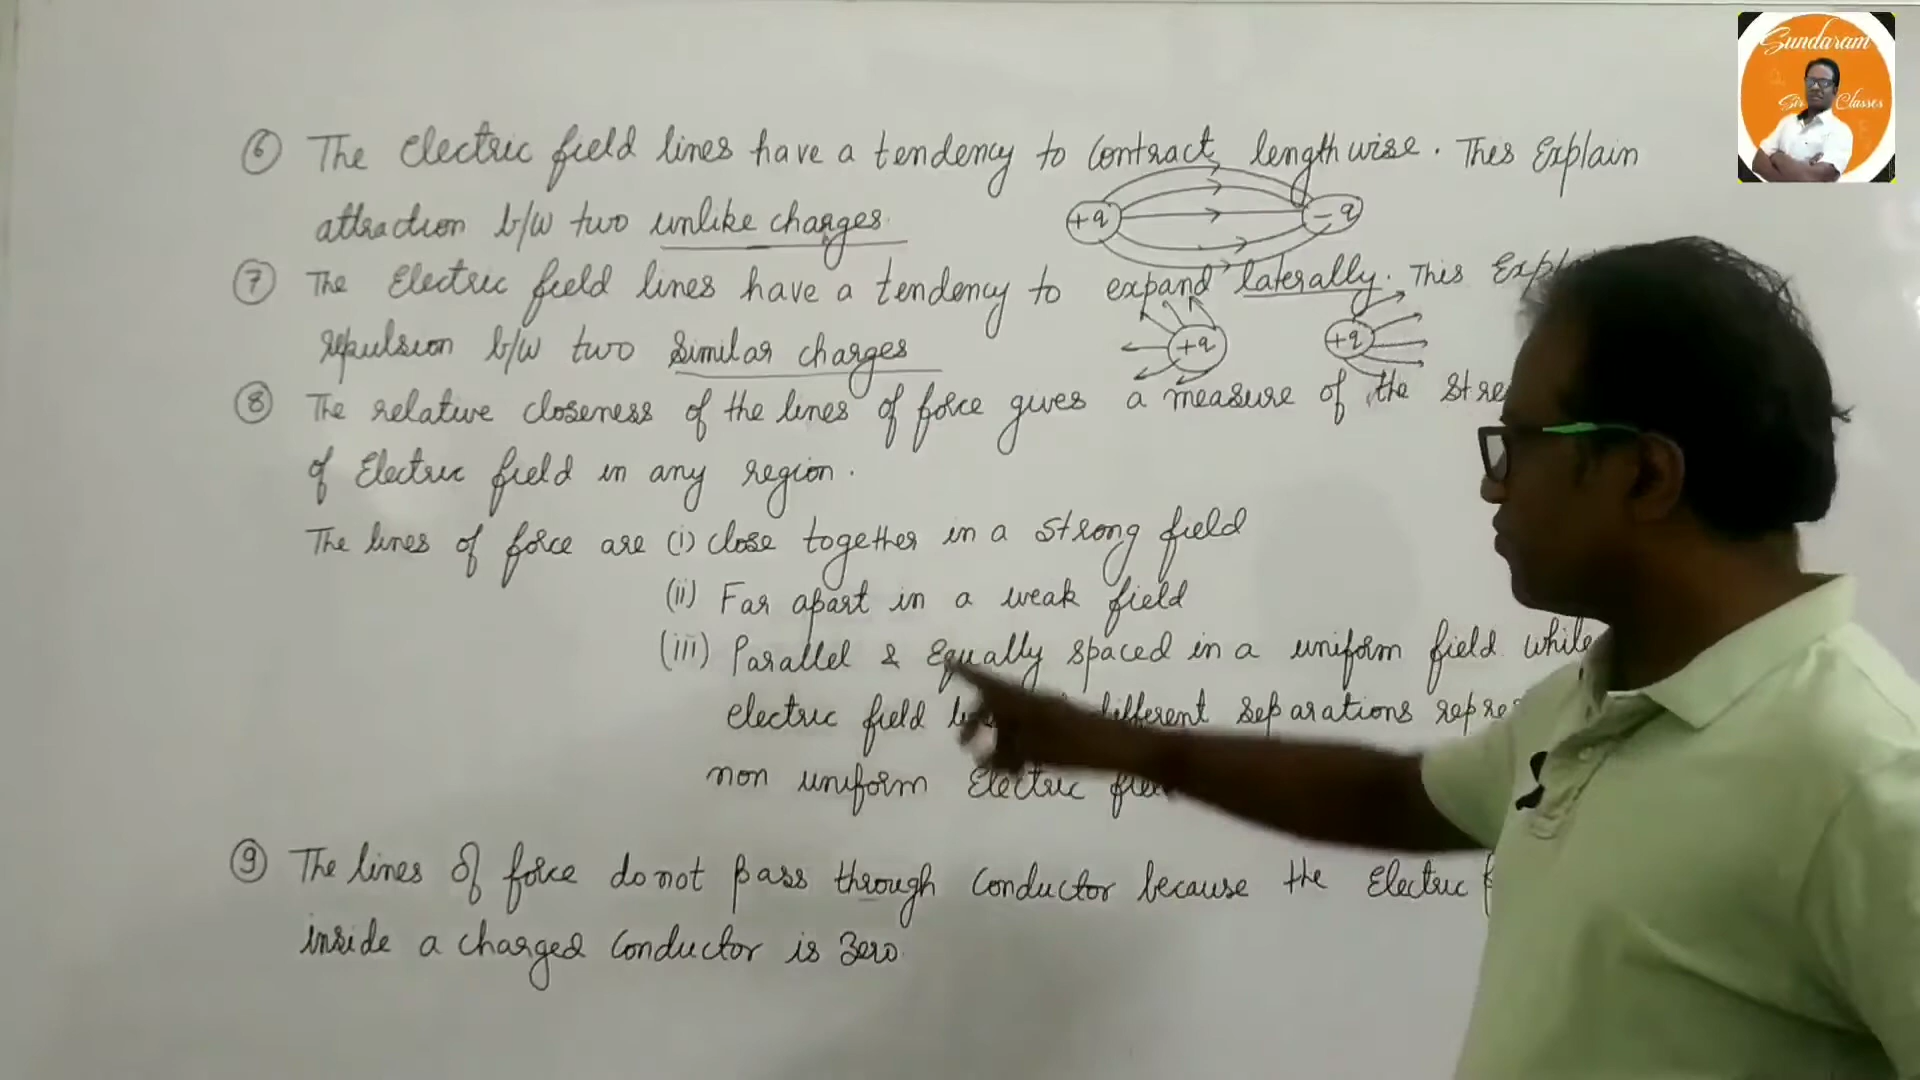 Sundaram
Sir Classes
⑥ The electric field lines have a tendency to contract lengthwise. This Explain
attraction b/w two unlike charges.
+q
-q
⑦ The Electric field lines have a tendency to expand laterally. This
repulsion b/w two Similar charges
+q
+q
⑧ The relative closeness of the lines of force gives a measure of the
of Electric field in any region.
The lines of force are (i) close together in a strong field
(ii) Far apart in a weak field
(iii) Parallel & Equally spaced in a uniform field while
electric field different separations
non uniform Electric
⑨ The lines of force do not pass through Conductor because the Electric
inside a charged Conductor is Zero.